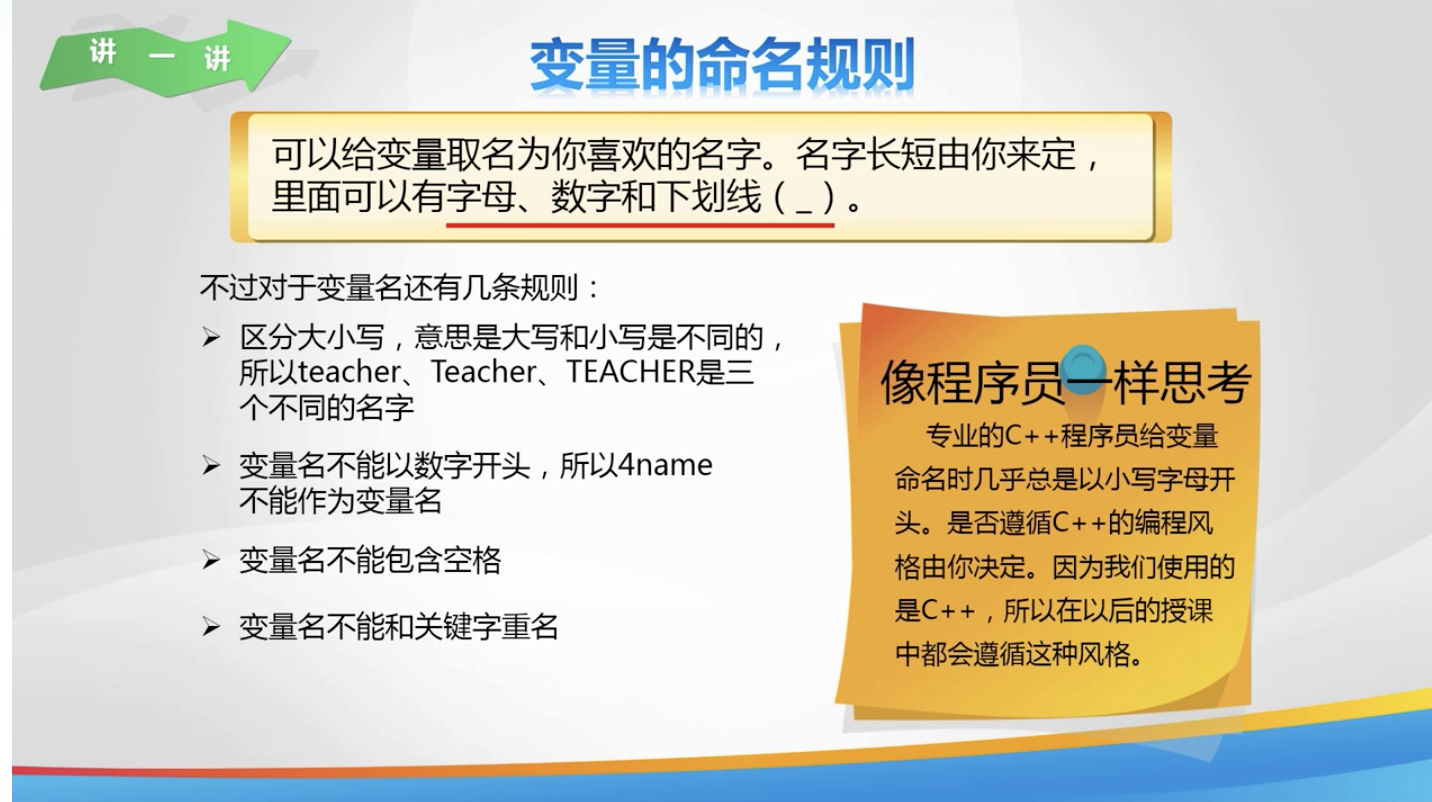 讲一讲
变量的命名规则
可以给变量取名为你喜欢的名字。名字长短由你来定，
里面可以有字母、数字和下划线（_）。
不过对于变量名还有几条规则：
➢ 区分大小写，意思是大写和小写是不同的，
所以teacher、Teacher、TEACHER是三
个不同的名字
➢ 变量名不能以数字开头，所以4name
不能作为变量名
➢ 变量名不能包含空格
➢ 变量名不能和关键字重名
像程序员一样思考
专业的C++程序员给变量
命名时几乎总是以小写字母开
头。是否遵循C++的编程风
格由你决定。因为我们使用的
是C++，所以在以后的授课
中都会遵循这种风格。